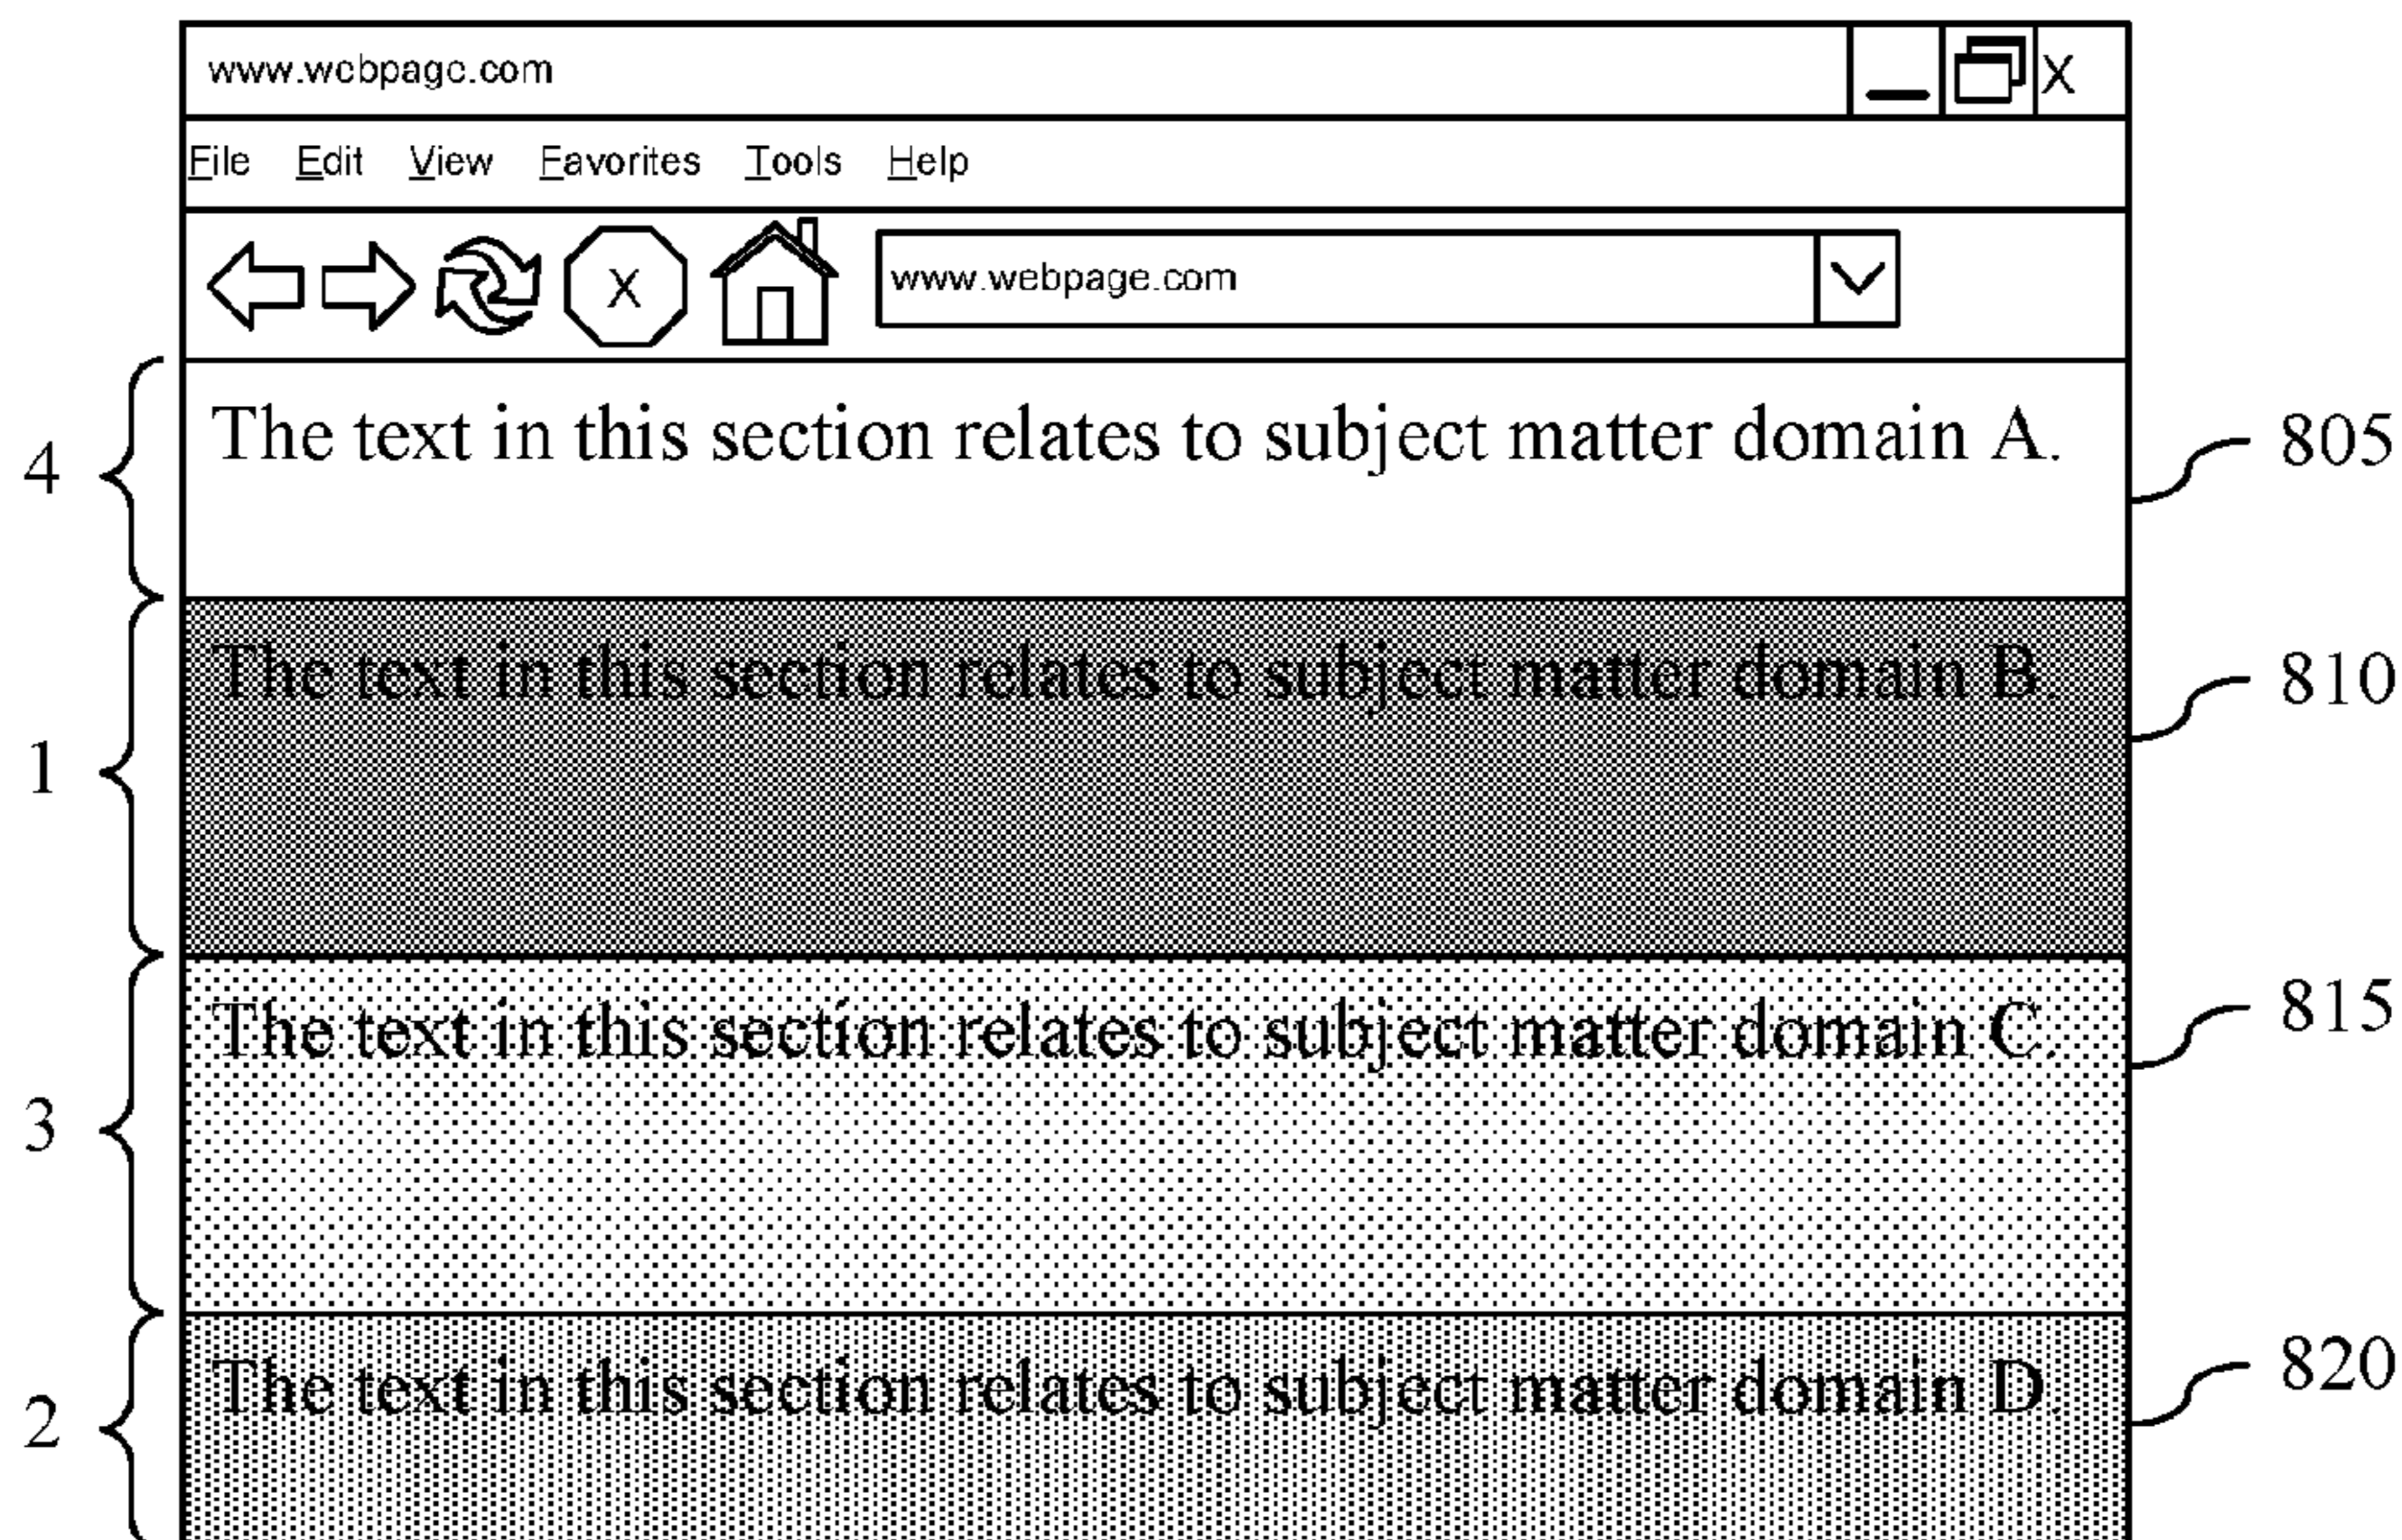 www.webpage.com
X
File Edit View Favorites Tools Help
X
www.webpage.com
4
The text in this section relates to subject matter domain A.
805
1
The text in this section relates to subject matter domain B.
810
3
The text in this section relates to subject matter domain C.
815
2
The text in this section relates to subject matter domain D.
820